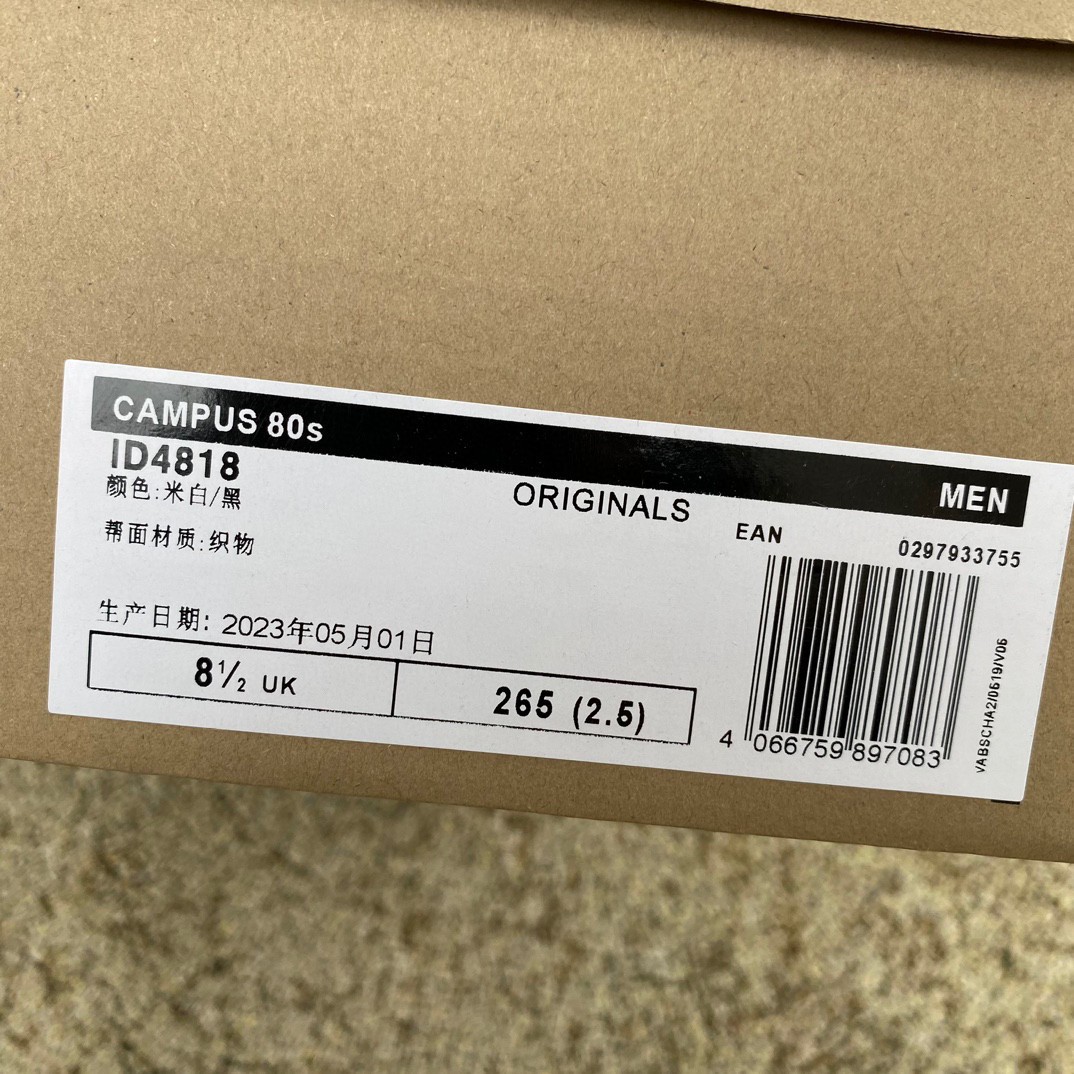 CAMPUS 80s
MEN
ID4818
ORIGINALS
颜色:米白/黑
EAN
0297933755
帮面材质:织物
生产日期: 2023年05月01日
8½ UK
265 (2.5)
4 066759 897083
VABSCHA2/0619/V06